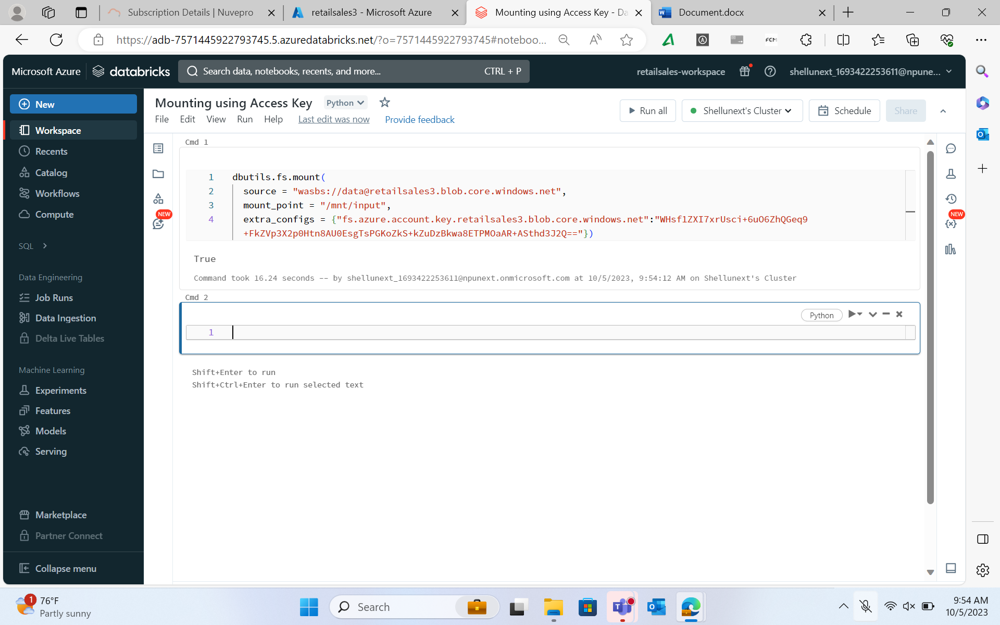 Subscription Details | Nuvepro
retailsales3 - Microsoft Azure
Mounting using Access Key - Da
Document.docx
https://adb-7571445922793745.5.azuredatabricks.net/?o=7571445922793745#noteboo...
FCM
Microsoft Azure
databricks
Search data, notebooks, recents, and more...
CTRL + P
retailsales-workspace
shellunext_1693422253611@npune...
New
Workspace
Recents
Catalog
Workflows
Compute
SQL
Data Engineering
Job Runs
Data Ingestion
Delta Live Tables
Machine Learning
Experiments
Features
Models
Serving
Marketplace
Partner Connect
Collapse menu
Mounting using Access Key
Python
File Edit View Run Help Last edit was now Provide feedback
Run all
Shellunext's Cluster
Schedule
Share
NEW
NEW
Cmd 1
1 dbutils.fs.mount(
2 source = "wasbs://data@retailsales3.blob.core.windows.net",
3 mount_point = "/mnt/input",
4 extra_configs = {"fs.azure.account.key.retailsales3.blob.core.windows.net":"WHsf1ZXI7xrUsci+6uO6ZhQGeq9
+FkZVp3X2p0Htn8AU0EsgTsPGKoZkS+kZuDzBkwa8ETPMOaAR+ASthd3J2Q=="})
True
Command took 16.24 seconds -- by shellunext_1693422253611@npunext.onmicrosoft.com at 10/5/2023, 9:54:12 AM on Shellunext's Cluster
Cmd 2
Python
1
Shift+Enter to run
Shift+Ctrl+Enter to run selected text
1
76°F
Partly sunny
Search
9:54 AM
10/5/2023